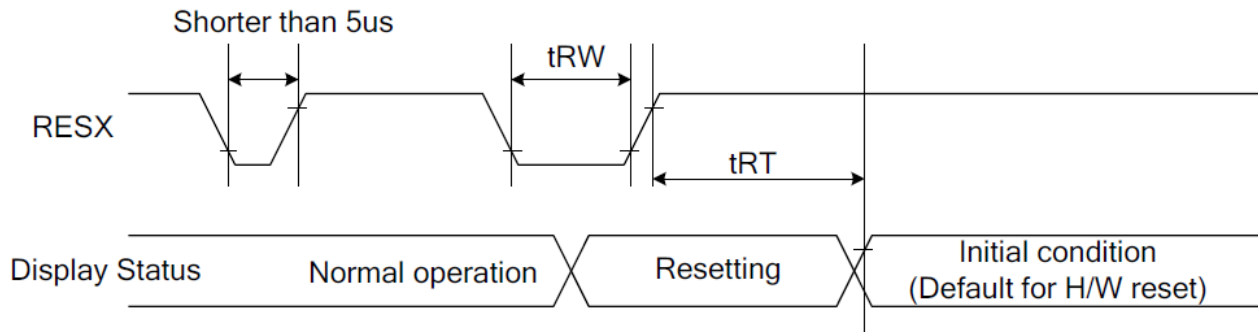 Shorter than 5us
tRW
RESX
tRT
Display Status
Normal operation
Resetting
Initial condition
(Default for H/W reset)